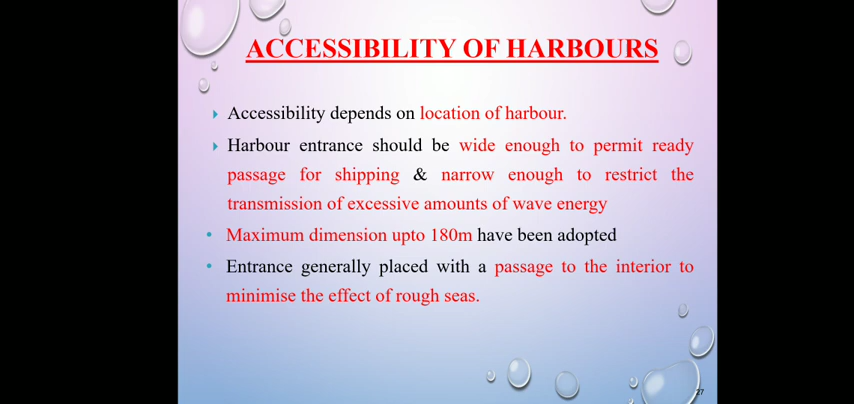 ACCESSIBILITY OF HARBOURS
Accessibility depends on location of harbour.
Harbour entrance should be wide enough to permit ready
passage for shipping & narrow enough to restrict the
transmission of excessive amounts of wave energy
• Maximum dimension upto 180m have been adopted
• Entrance generally placed with a passage to the interior to
minimise the effect of rough seas.
27